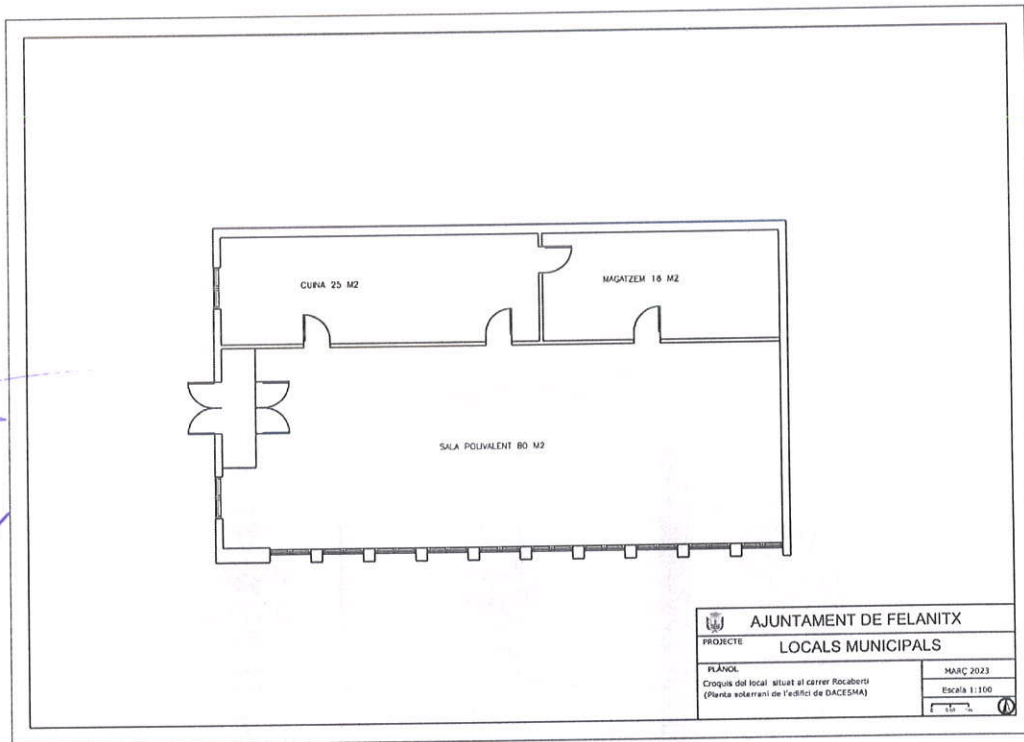 CUINA 25 M2
MAGATZEM 18 M2
SALA POLIVALENT 80 M2
AJUNTAMENT DE FELANITX
PROJECTE
LOCALS MUNICIPALS
PLÀNOL
Croquis del local situat al carrer Rocaberti
(Planta soterrani de l'edifici de DACESMA)
MARÇ 2023
Escala 1:100